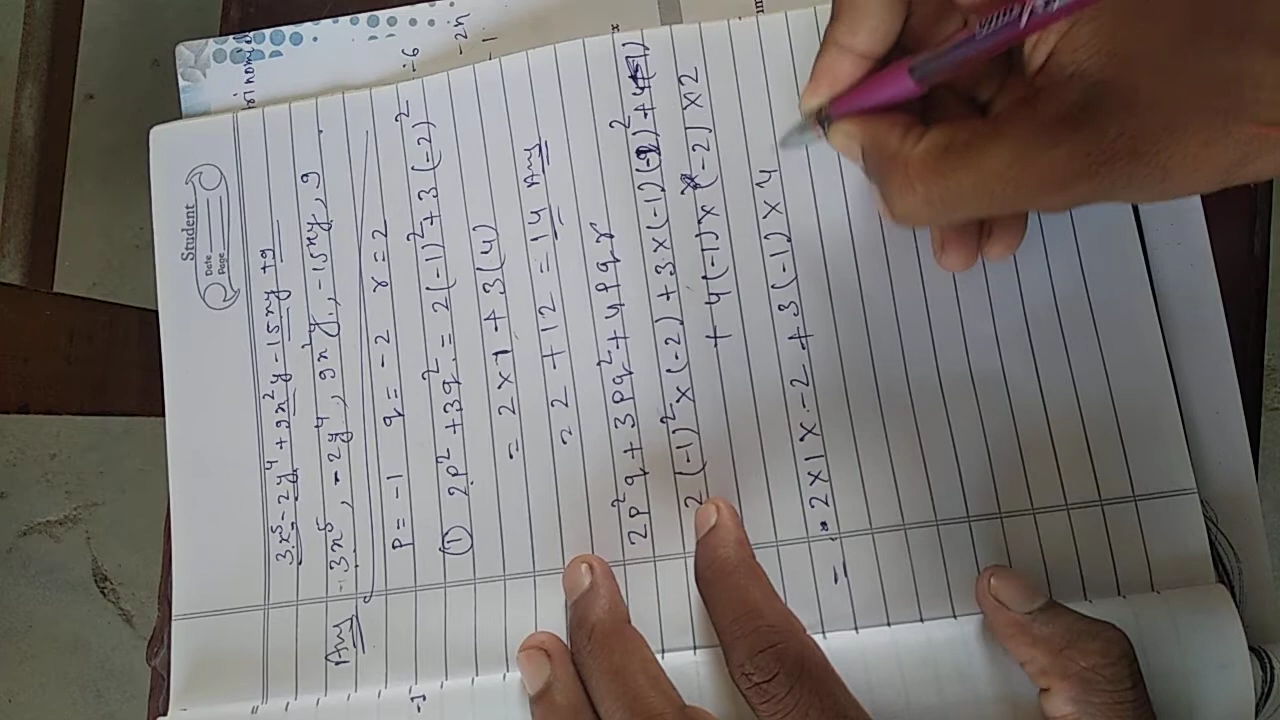 Student
Date
Page
3x⁵-2y⁴+9x²y-15xy+9
Ans 3x⁵, -2y⁴, 9x²y, -15xy, 9
P=-1 q=-2 r=2
① 2P²+3q²=2(-1)²+3(-2)²
=2×1+3(4)
=2+12=14 Ans
2P²q+3Pq²+4Pqr
2(-1)²×(-2)+3×(-1)(-2)²
+4(-1)×(-2)×2
=2×1×-2+3(-1)×4